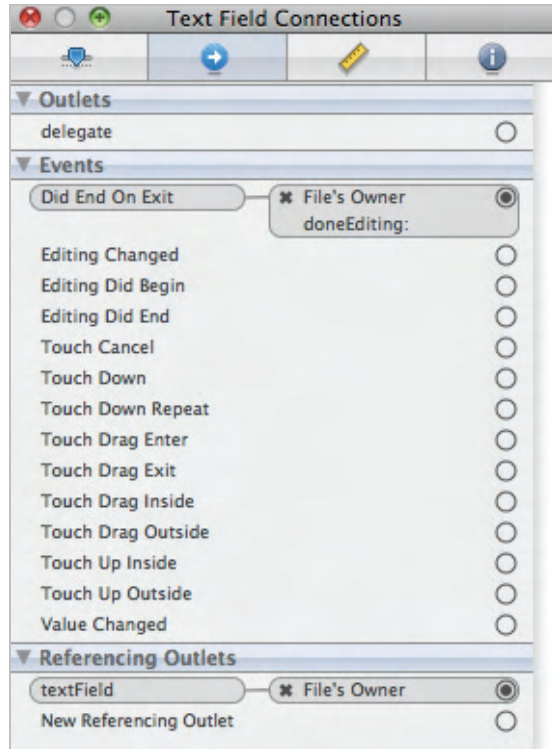 Text Field Connections
Outlets
delegate
Events
Did End On Exit File's Owner
doneEditing:
Editing Changed
Editing Did Begin
Editing Did End
Touch Cancel
Touch Down
Touch Down Repeat
Touch Drag Enter
Touch Drag Exit
Touch Drag Inside
Touch Drag Outside
Touch Up Inside
Touch Up Outside
Value Changed
Referencing Outlets
textField File's Owner
New Referencing Outlet